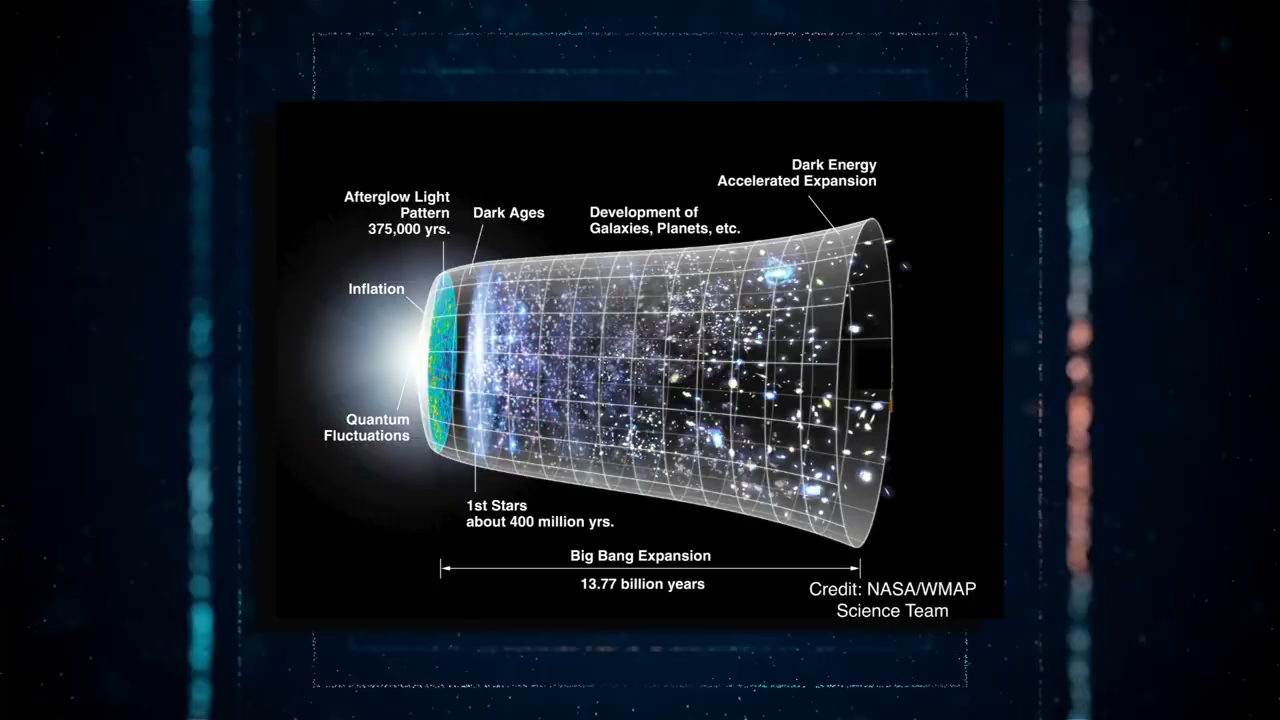 Dark Energy
Accelerated Expansion
Afterglow Light
Pattern
375,000 yrs.
Dark Ages
Development of
Galaxies, Planets, etc.
Inflation
Quantum
Fluctuations
1st Stars
about 400 million yrs.
Big Bang Expansion
13.77 billion years
Credit: NASA/WMAP
Science Team